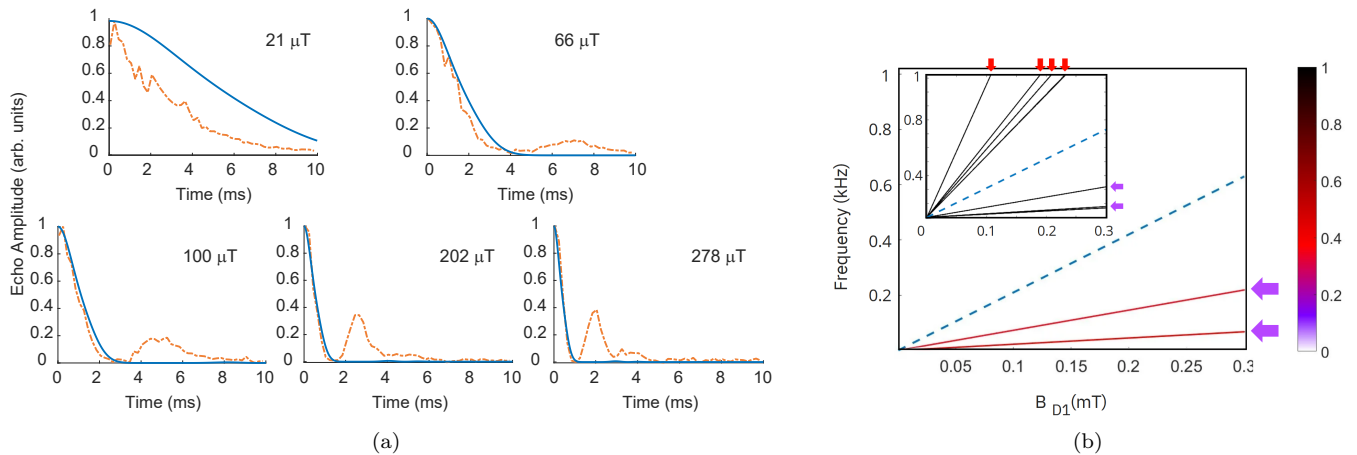 Echo Amplitude (arb. units)
1
0.8
0.6
0.4
0.2
0
21 μT
0 2 4 6 8 10
Time (ms)
1
0.8
0.6
0.4
0.2
0
66 μT
0 2 4 6 8 10
Time (ms)
1
0.8
0.6
0.4
0.2
0
100 μT
0 2 4 6 8 10
Time (ms)
1
0.8
0.6
0.4
0.2
0
202 μT
0 2 4 6 8 10
Time (ms)
1
0.8
0.6
0.4
0.2
0
278 μT
0 2 4 6 8 10
Time (ms)
(a)
Frequency (kHz)
1
0.8
0.6
0.4
0.2
1
0.8
0.4
0 0.1 0.2 0.3
0.05 0.1 0.15 0.2 0.25 0.3
B D1(mT)
1
0.8
0.6
0.4
0.2
0
(b)